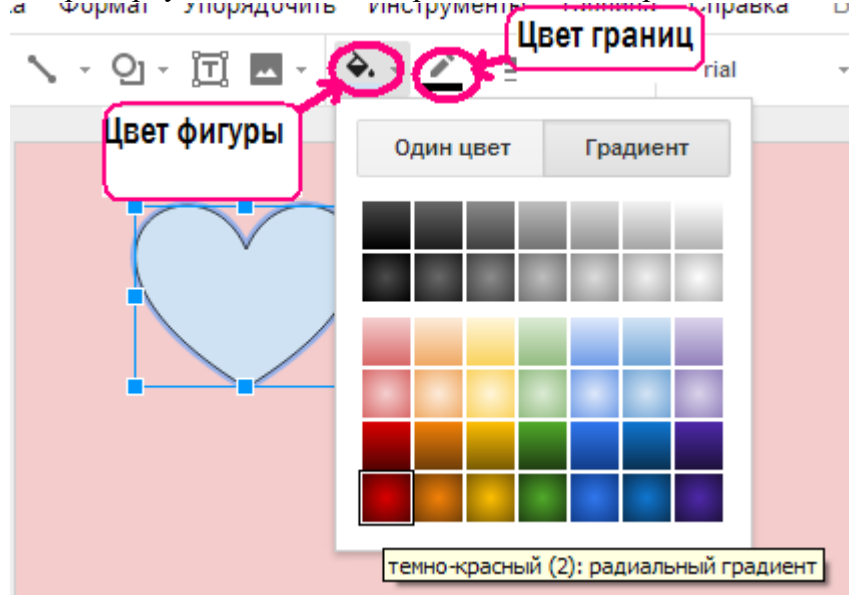 Формат Упорядочить Инструменты Справка
Цвет границ
rial
Цвет фигуры
Один цвет Градиент
темно-красный (2): радиальный градиент